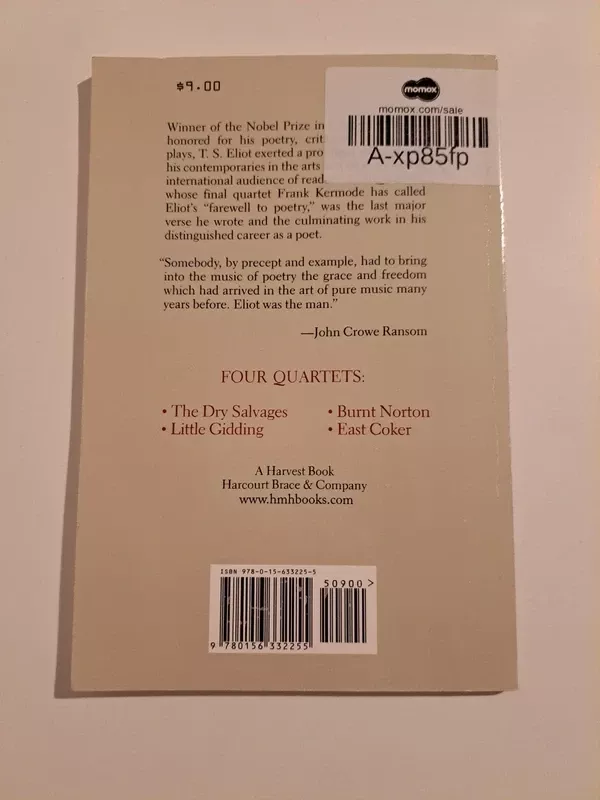 $9.00
momox
momox.com/sale
A-xp85fp
Winner of the Nobel Prize in
honored for his poetry, crit
plays, T. S. Eliot exerted a pro
his contemporaries in the arts
international audience of read
whose final quartet Frank Kermode has called
Eliot's "farewell to poetry," was the last major
verse he wrote and the culminating work in his
distinguished career as a poet.
"Somebody, by precept and example, had to bring
into the music of poetry the grace and freedom
which had arrived in the art of pure music many
years before. Eliot was the man."
—John Crowe Ransom
FOUR QUARTETS:
• The Dry Salvages • Burnt Norton
• Little Gidding • East Coker
A Harvest Book
Harcourt Brace & Company
www.hmhbooks.com
ISBN 978-0-15-633225-5
50900 >
9 780156 332255